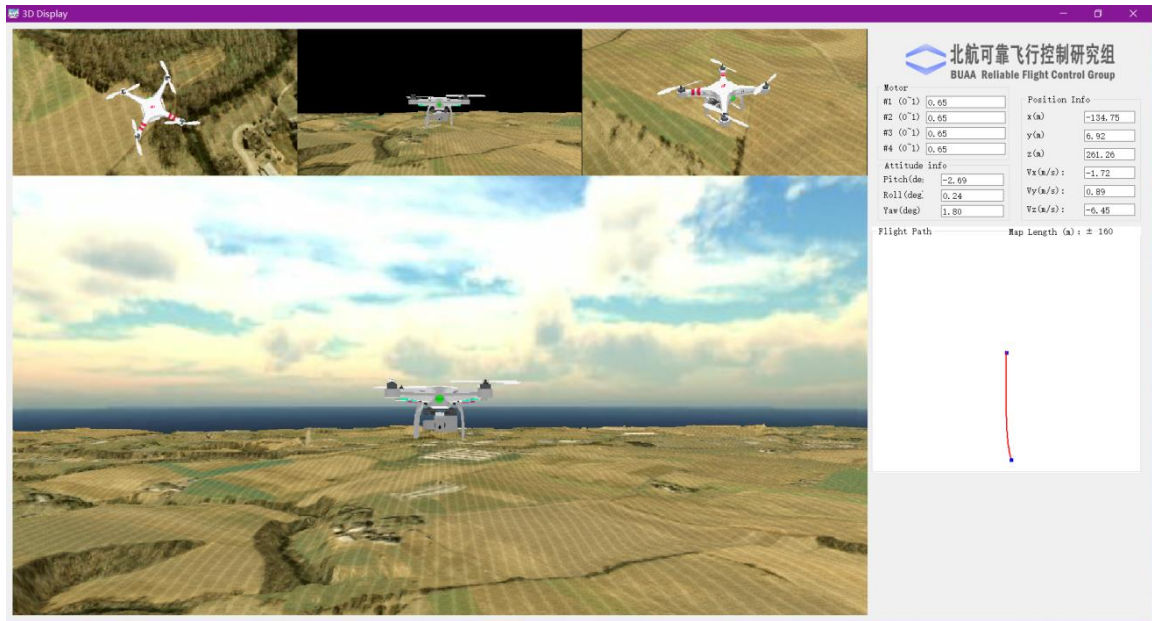 3D Display
北航可靠飞行控制研究组
BUAA Reliable Flight Control Group
Motor
#1 (0~1) 0.65
#2 (0~1) 0.65
#3 (0~1) 0.65
#4 (0~1) 0.65
Attitude info
Pitch(de: -2.69
Roll(deg 0.24
Yaw(deg) 1.80
Position Info
x(m) -134.75
y(m) 6.92
z(m) 261.26
Vx(m/s): -1.72
Vy(m/s): 0.89
Vz(m/s): -6.45
Flight Path
Map Length (m): ± 160